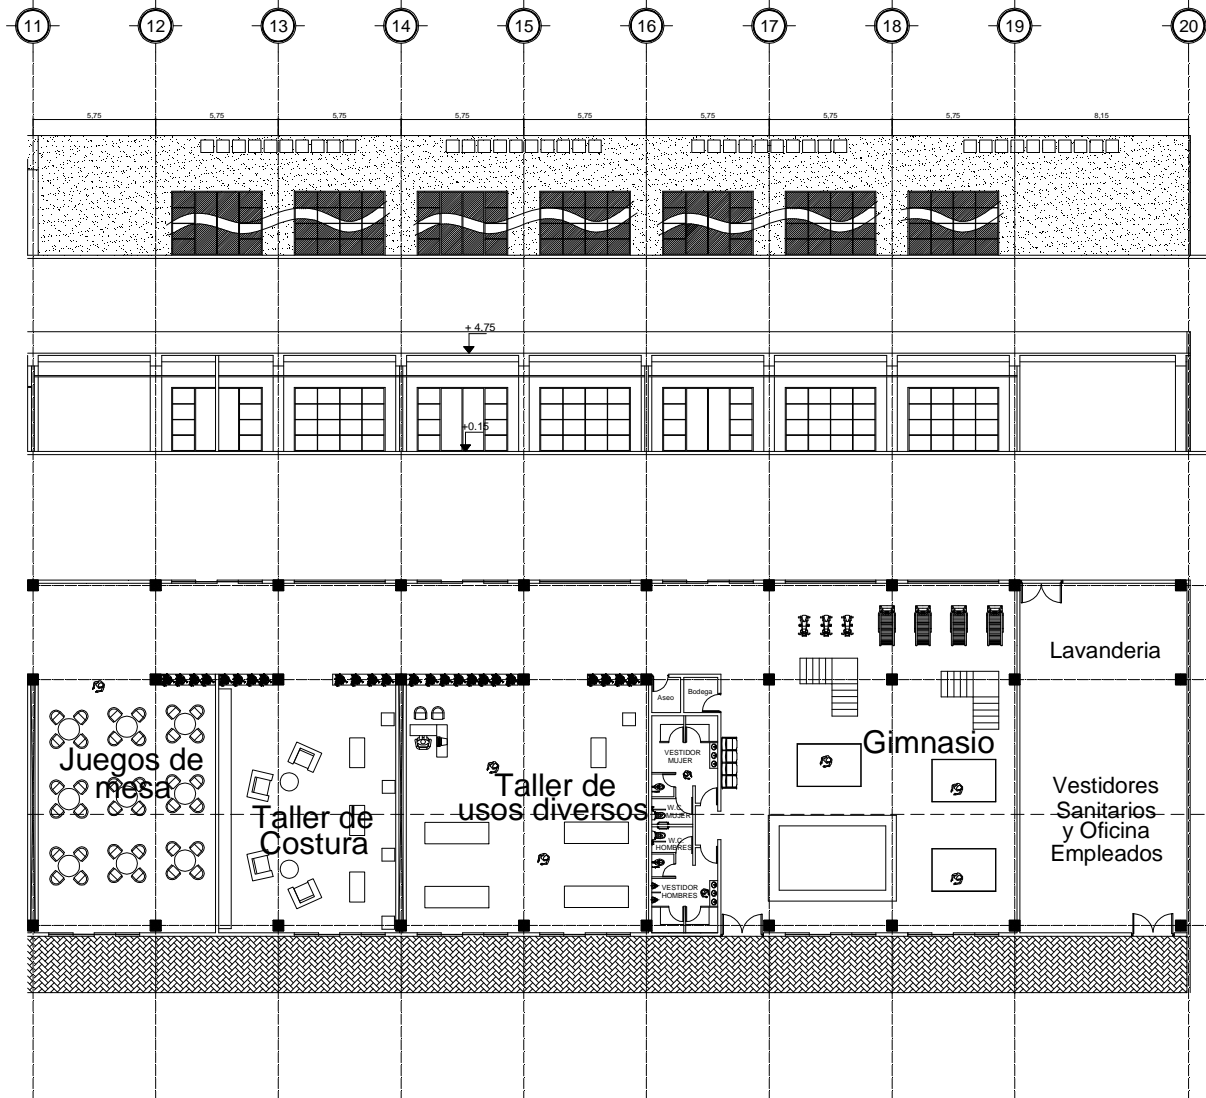 11 12 13 14 15 16 17 18 19 20
5,75 5,75 5,75 5,75 5,75 5,75 5,75 5,75 8,15
+ 4.75
+0.15
Lavanderia
Aseo
Bodega
Juegos de
mesa
Taller de
Costura
Taller de
usos diversos
VESTIDOR
MUJER
W.C.
MUJER
W.C.
HOMBRES
VESTIDOR
HOMBRES
Gimnasio
Vestidores
Sanitarios
y Oficina
Empleados